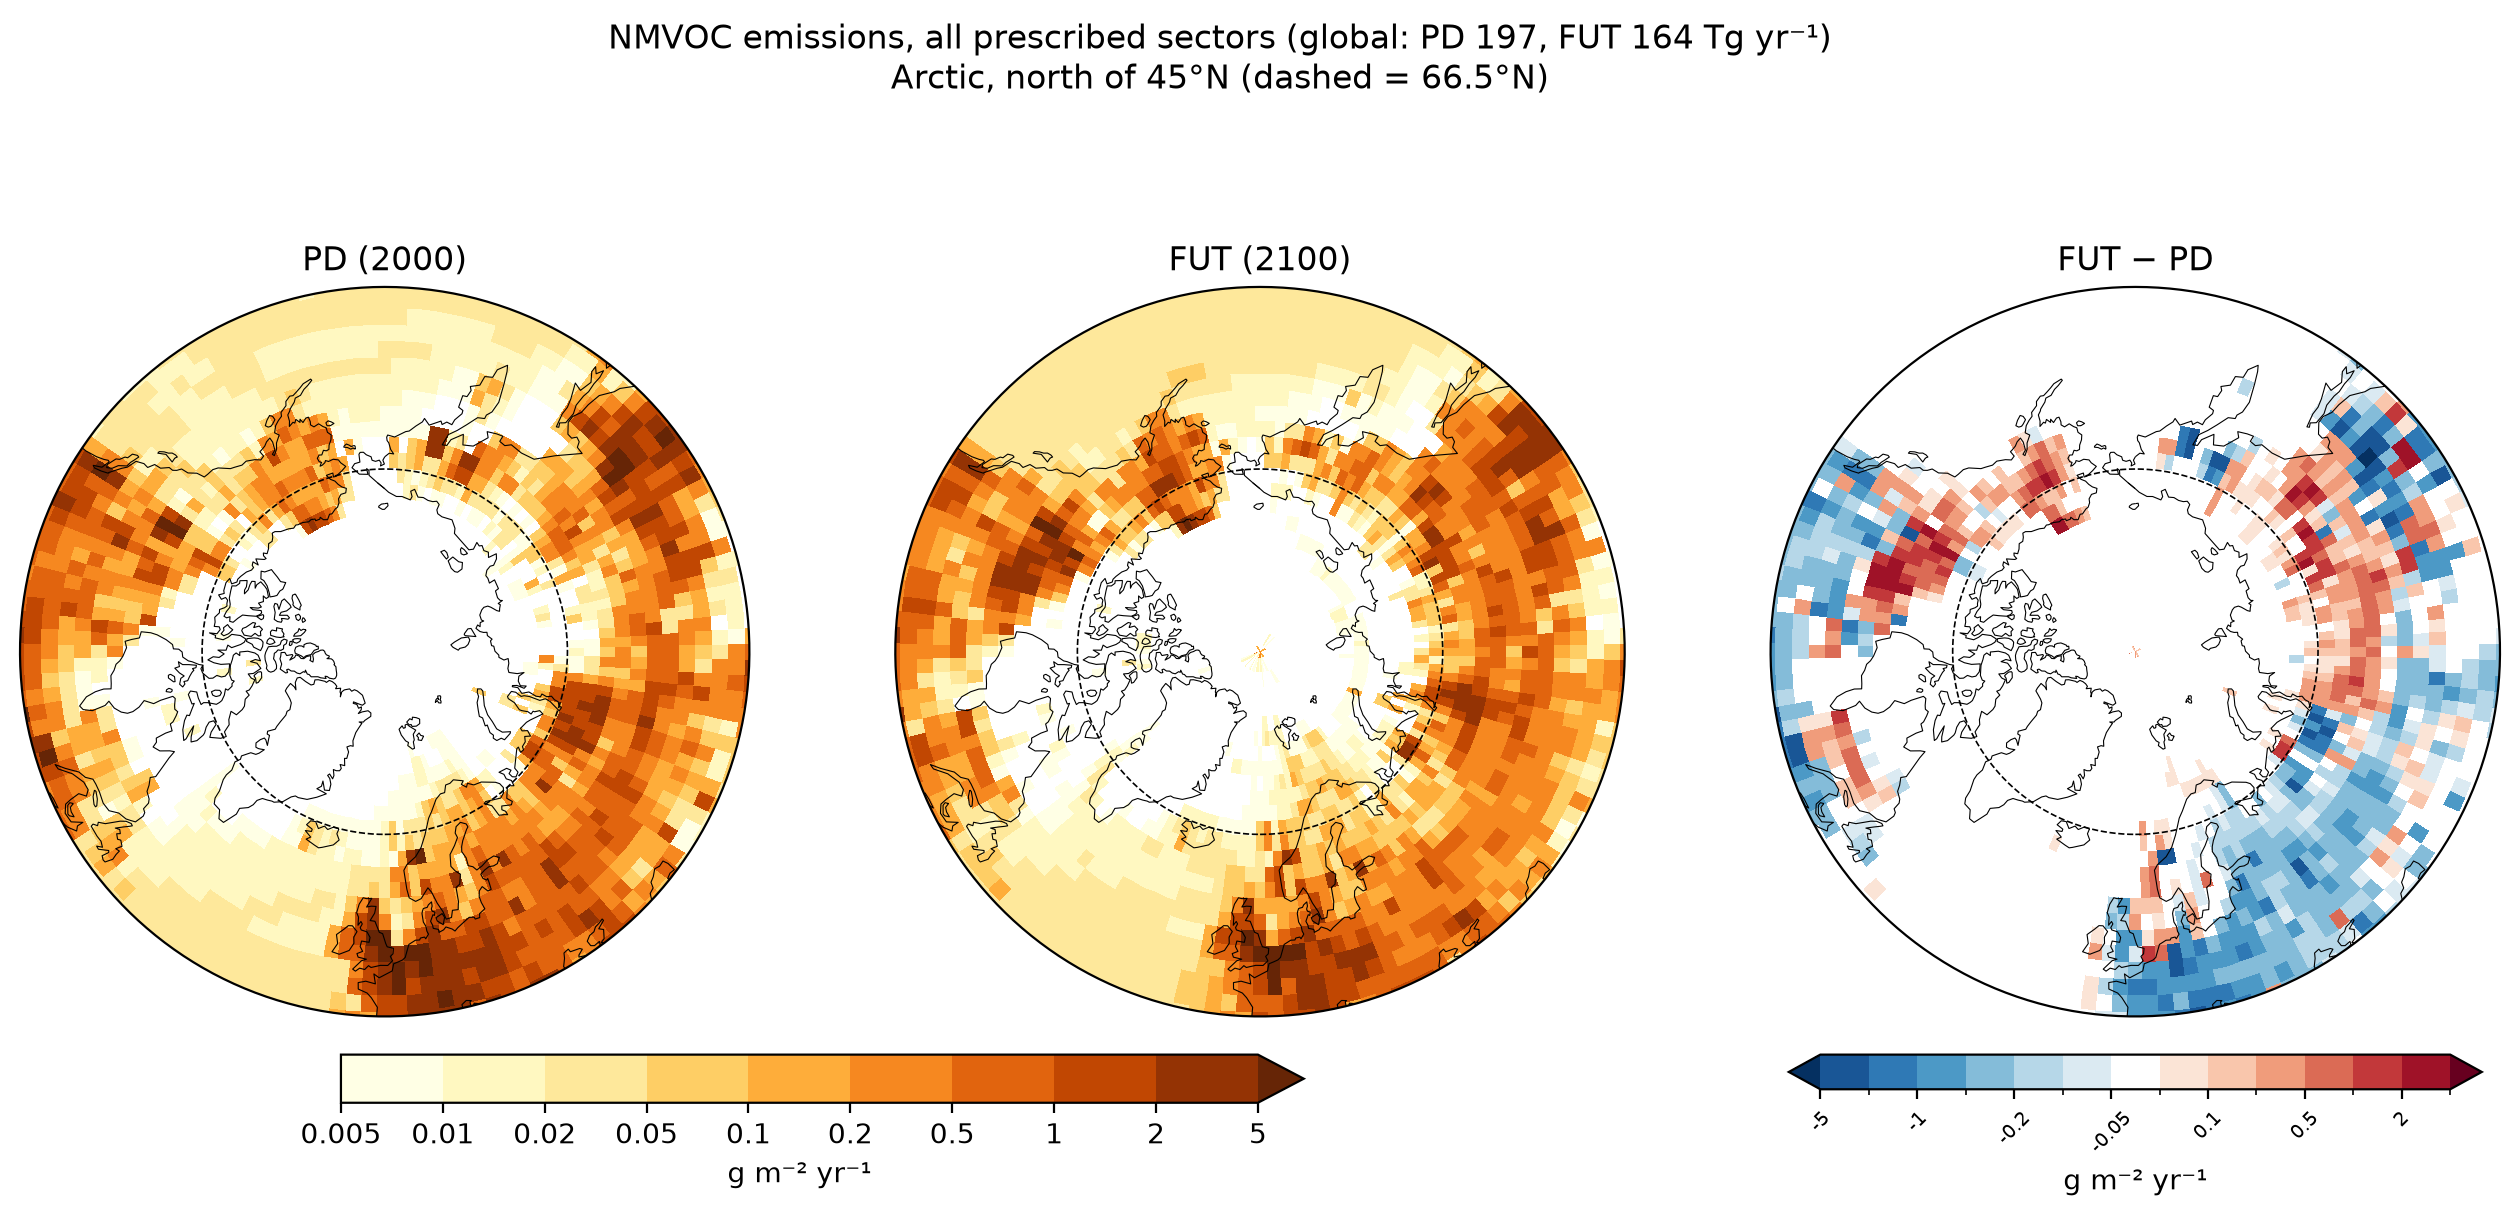 NMVOC emissions, all prescribed sectors (global: PD 197, FUT 164 Tg yr⁻¹)
Arctic, north of 45°N (dashed = 66.5°N)
PD (2000)
FUT (2100)
FUT − PD
0.005 0.01 0.02 0.05 0.1 0.2 0.5 1 2 5
g m⁻² yr⁻¹
-5 -1 -0.2 -0.05 0.1 0.5 2
g m⁻² yr⁻¹